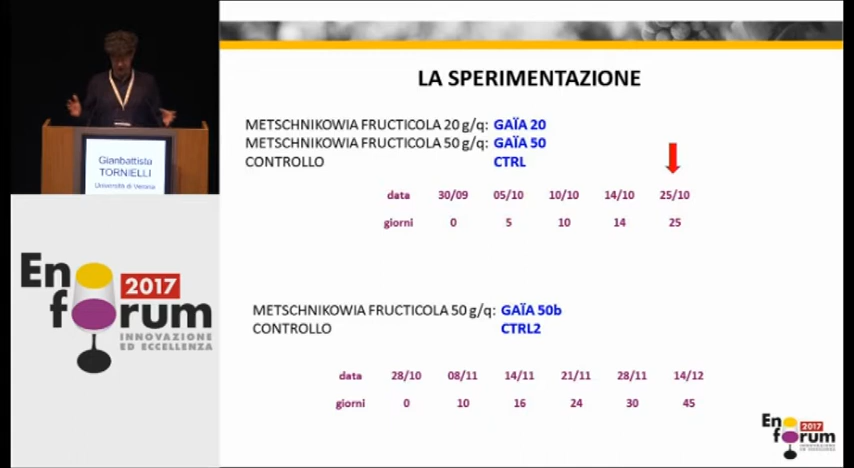 LA SPERIMENTAZIONE
METSCHNIKOWIA FRUCTICOLA 20 g/q: GAÏA 20
METSCHNIKOWIA FRUCTICOLA 50 g/q: GAÏA 50
CONTROLLO CTRL
data 30/09 05/10 10/10 14/10 25/10
giorni 0 5 10 14 25
Gianbattista
TORNIELLI
Università di Verona
METSCHNIKOWIA FRUCTICOLA 50 g/q: GAÏA 50b
CONTROLLO CTRL2
data 28/10 08/11 14/11 21/11 28/11 14/12
giorni 0 10 16 24 30 45
En
2017
forum
INNOVAZIONE
ED ECCELLENZA
En
2017
forum